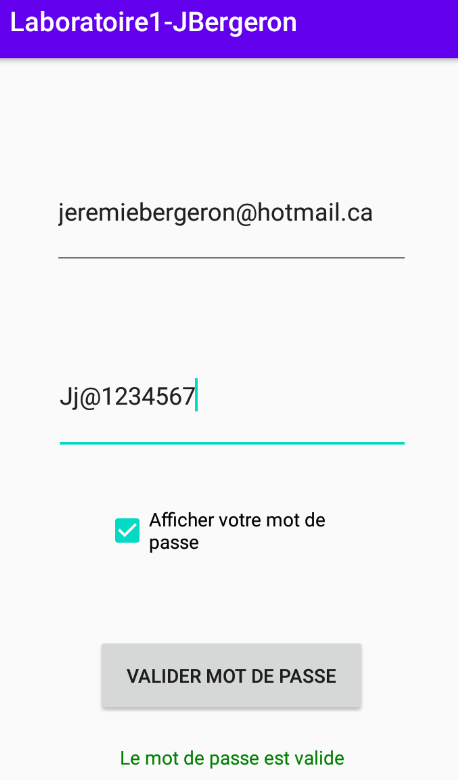 Laboratoire1-JBergeron
jeremiebergeron@hotmail.ca
Jj@1234567
Afficher votre mot de
passe
VALIDER MOT DE PASSE
Le mot de passe est valide